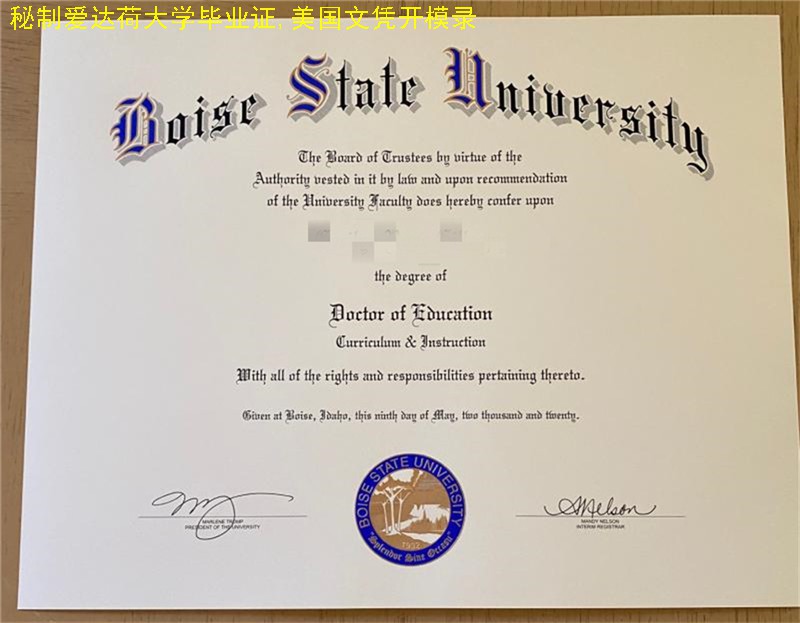 秘制爱达荷大学毕业证,美国文凭开模录
Boise State University
The Board of Trustees by virtue of the
Authority vested in it by law and upon recommendation
of the University Faculty does hereby confer upon
the degree of
Doctor of Education
Curriculum & Instruction
With all of the rights and responsibilities pertaining thereto.
Given at Boise, Idaho, this ninth day of May, two thousand and twenty.
BOISE STATE UNIVERSITY
1932
"Splendor Sine Occasu"
MARLENE TROMP
PRESIDENT OF THE UNIVERSITY
MANDY NELSON
INTERIM REGISTRAR